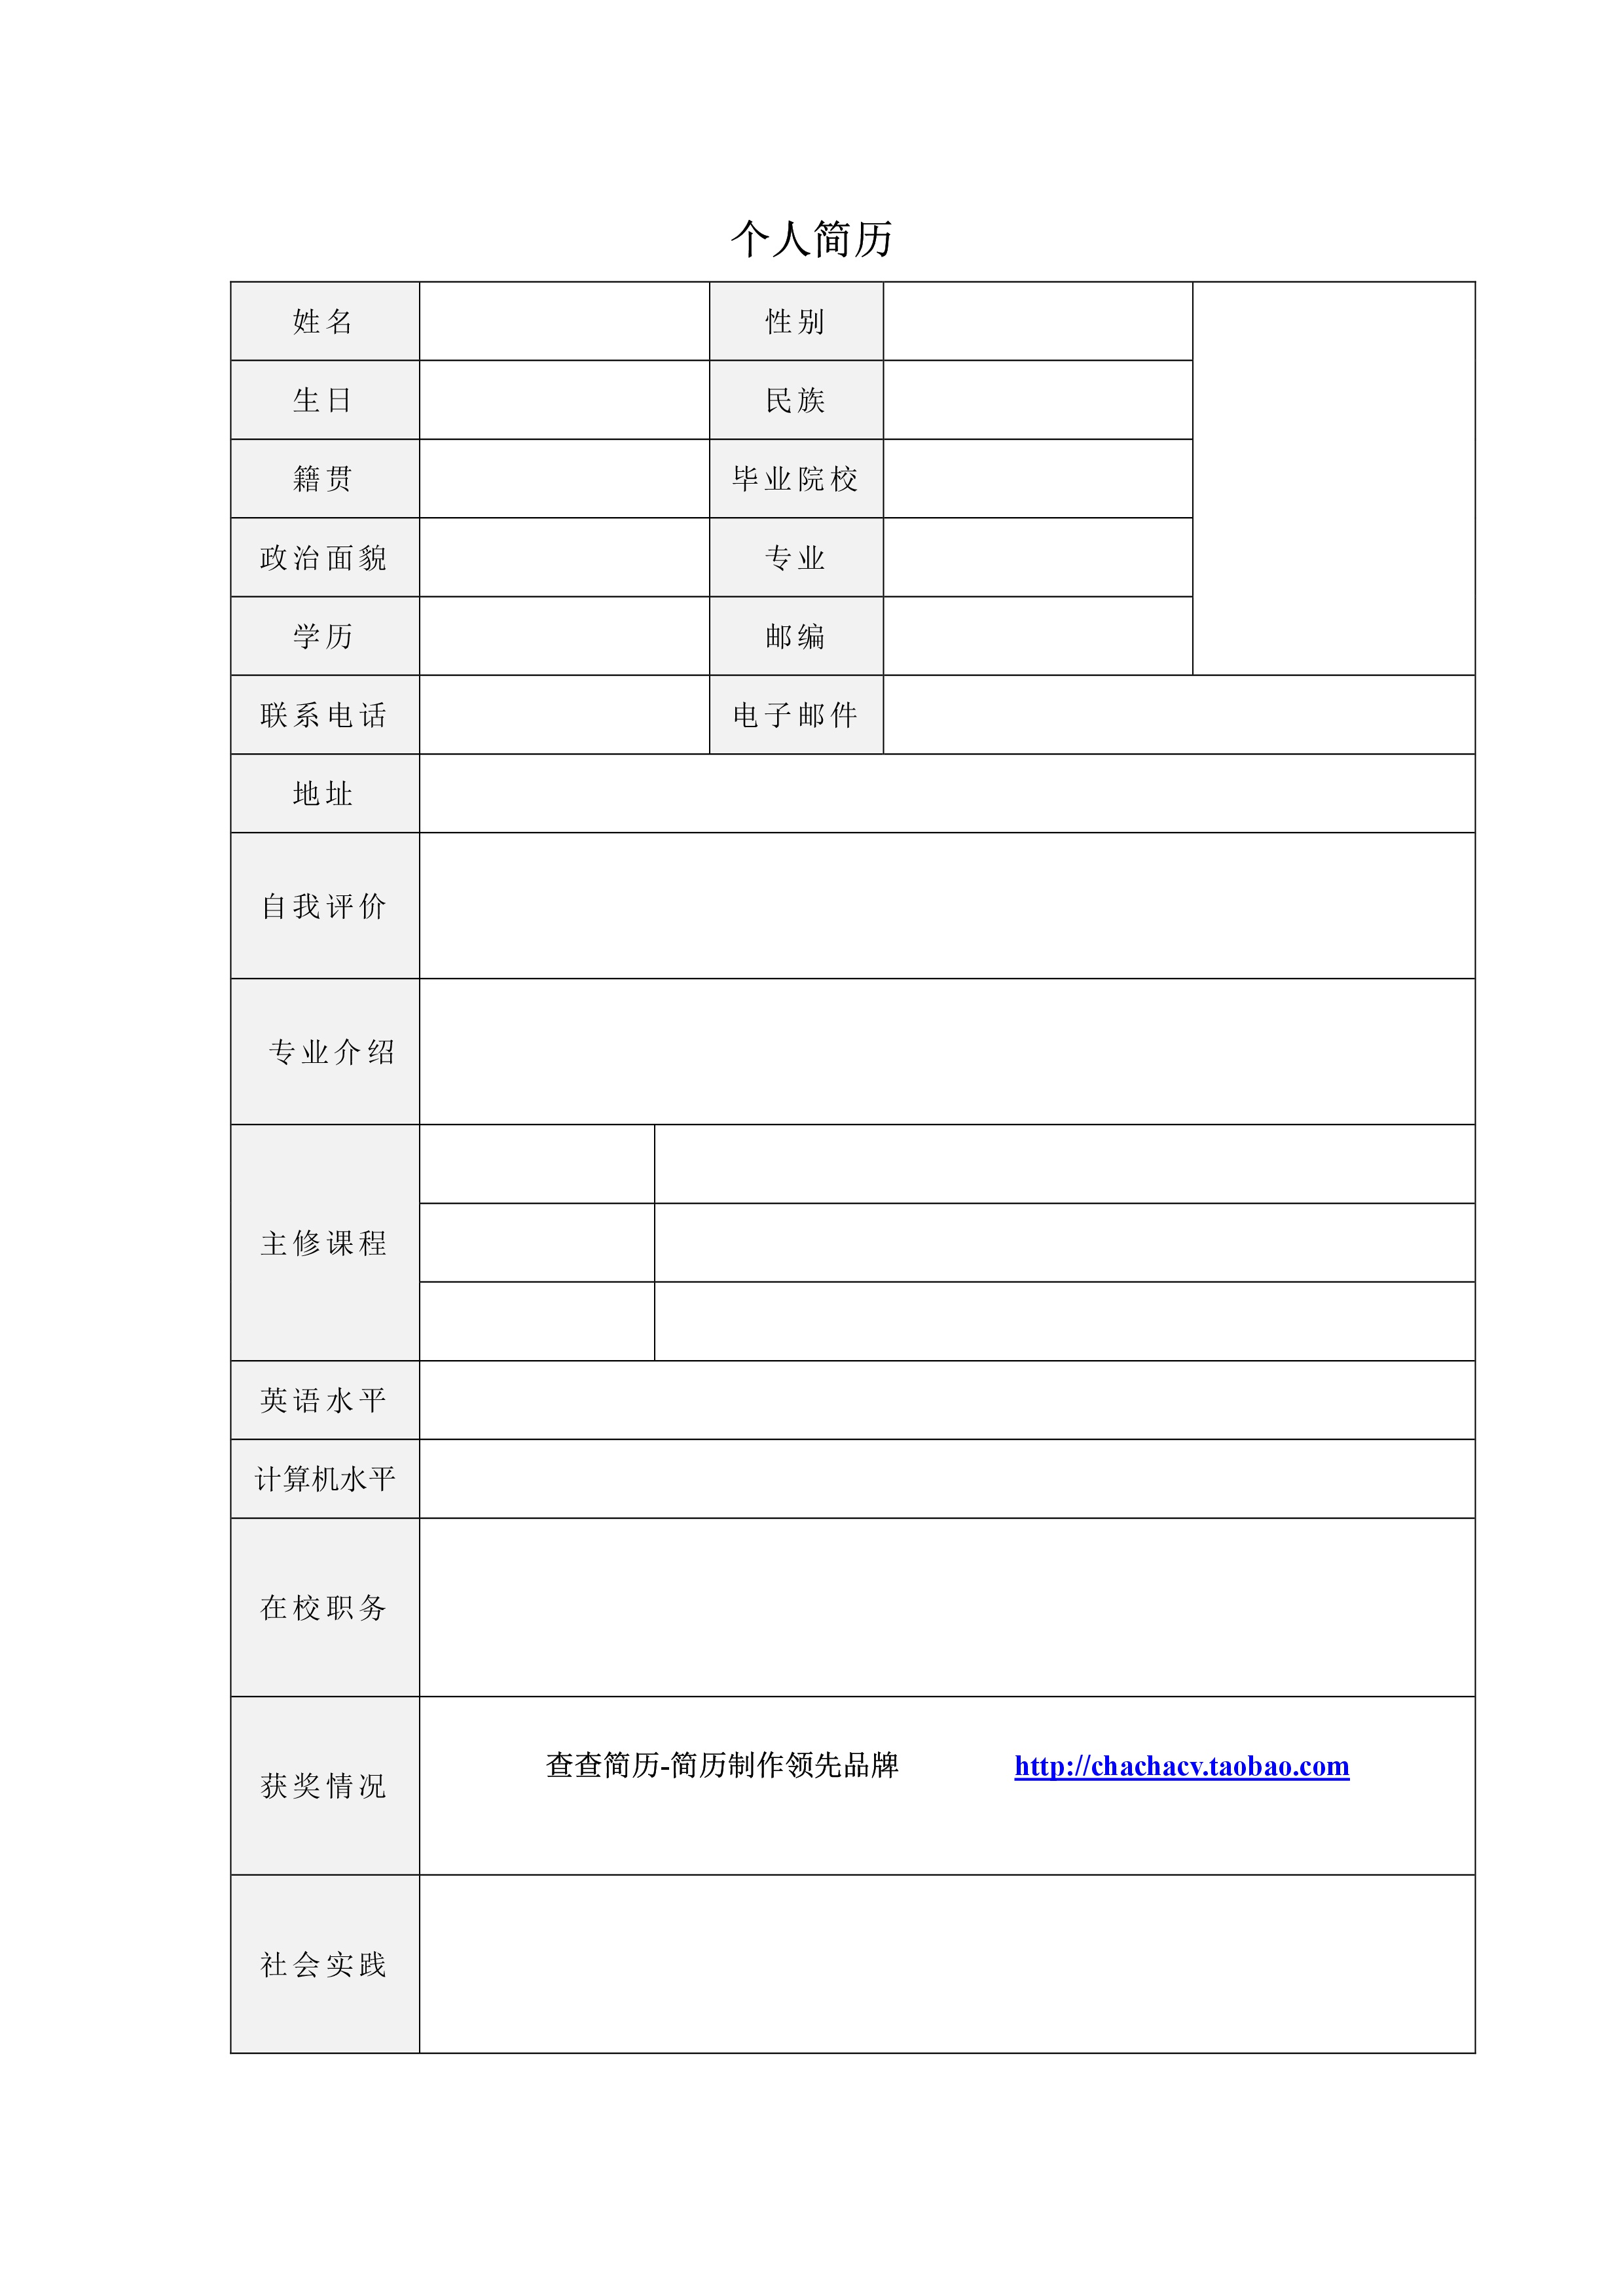 个人简历
姓名 性别
生日 民族
籍贯 毕业院校
政治面貌 专业
学历 邮编
联系电话 电子邮件
地址
自我评价
专业介绍
主修课程
英语水平
计算机水平
在校职务
获奖情况 查查简历-简历制作领先品牌 http://chachacv.taobao.com
社会实践